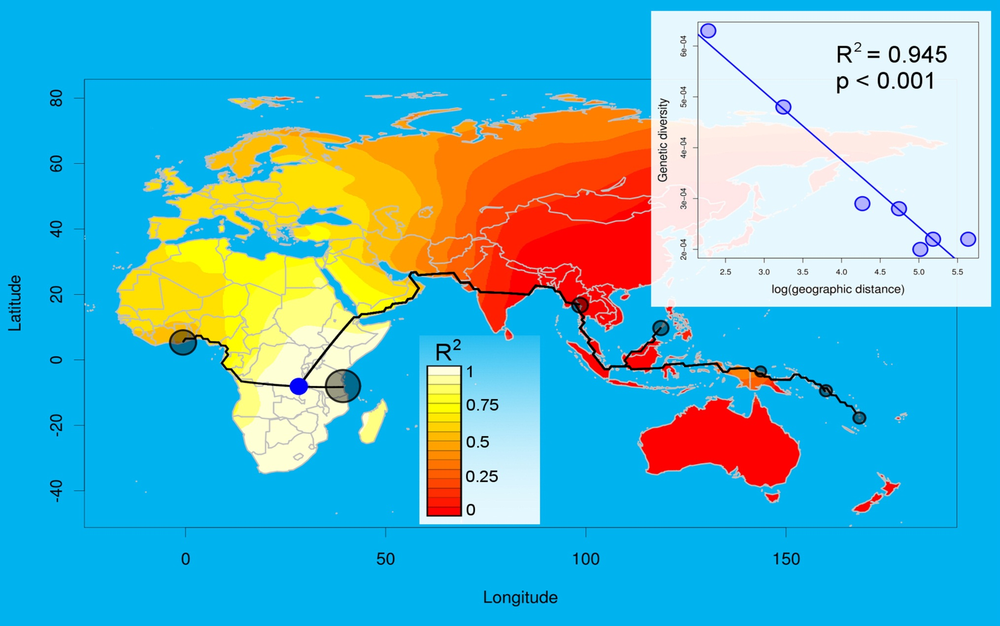 R² = 0.945
p < 0.001
Genetic diversity
6e−04
5e−04
4e−04
3e−04
2e−04
2.5 3.0 3.5 4.0 4.5 5.0 5.5
log(geographic distance)
Latitude
80
60
40
20
0
-20
-40
R²
1
0.75
0.5
0.25
0
0 50 100 150
Longitude